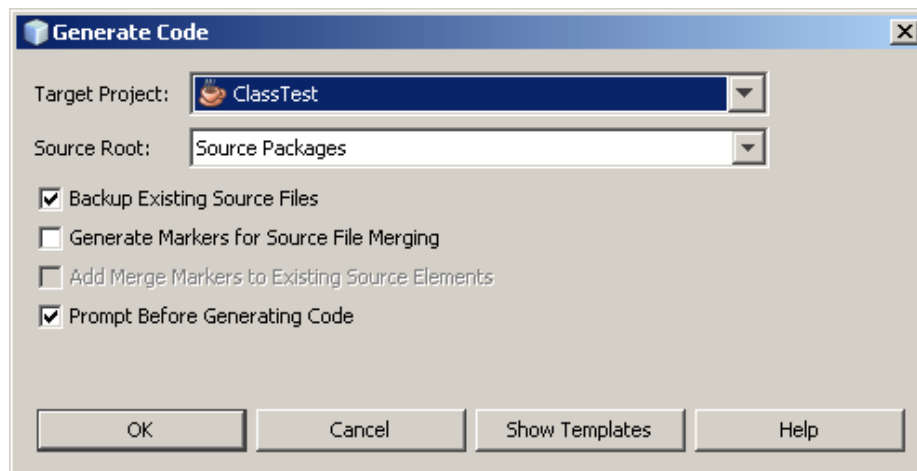 Generate Code
Target Project: ClassTest
Source Root: Source Packages
Backup Existing Source Files
Generate Markers for Source File Merging
Add Merge Markers to Existing Source Elements
Prompt Before Generating Code
OK Cancel Show Templates Help